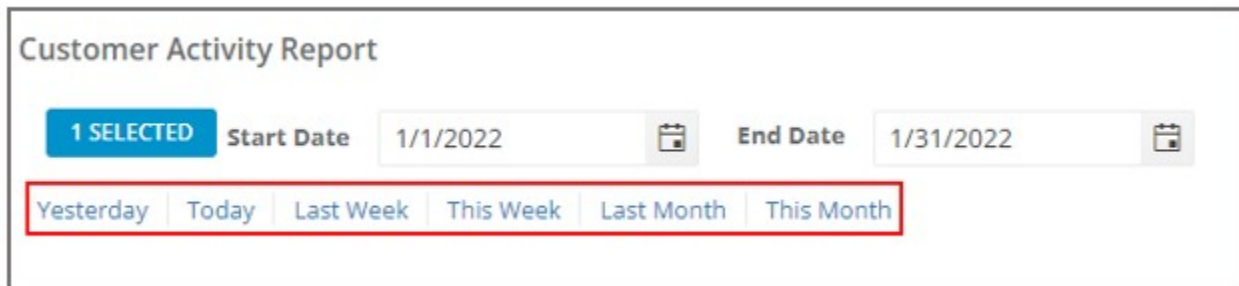 Customer Activity Report
1 SELECTED Start Date 1/1/2022 End Date 1/31/2022
Yesterday Today Last Week This Week Last Month This Month